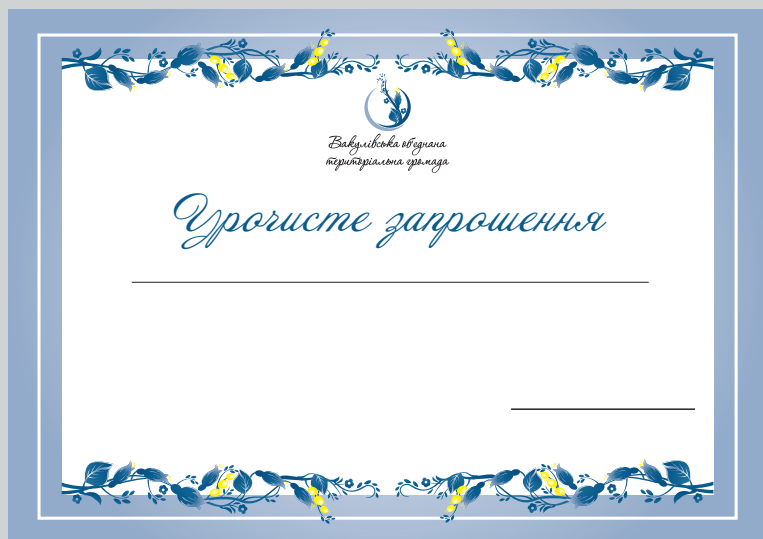 Вакулівська об'єднана
територіальна громада
Урочисте запрошення